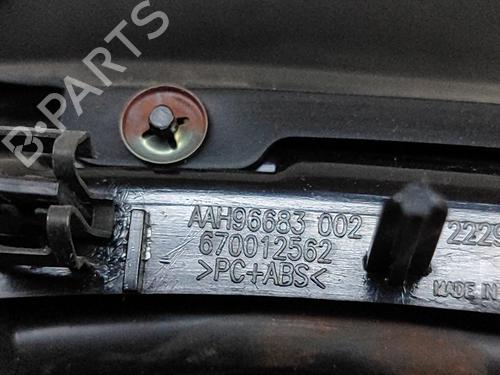 B-PARTS
AAH96683 002
670012562
>PC+ABS<
2229
MADE IN